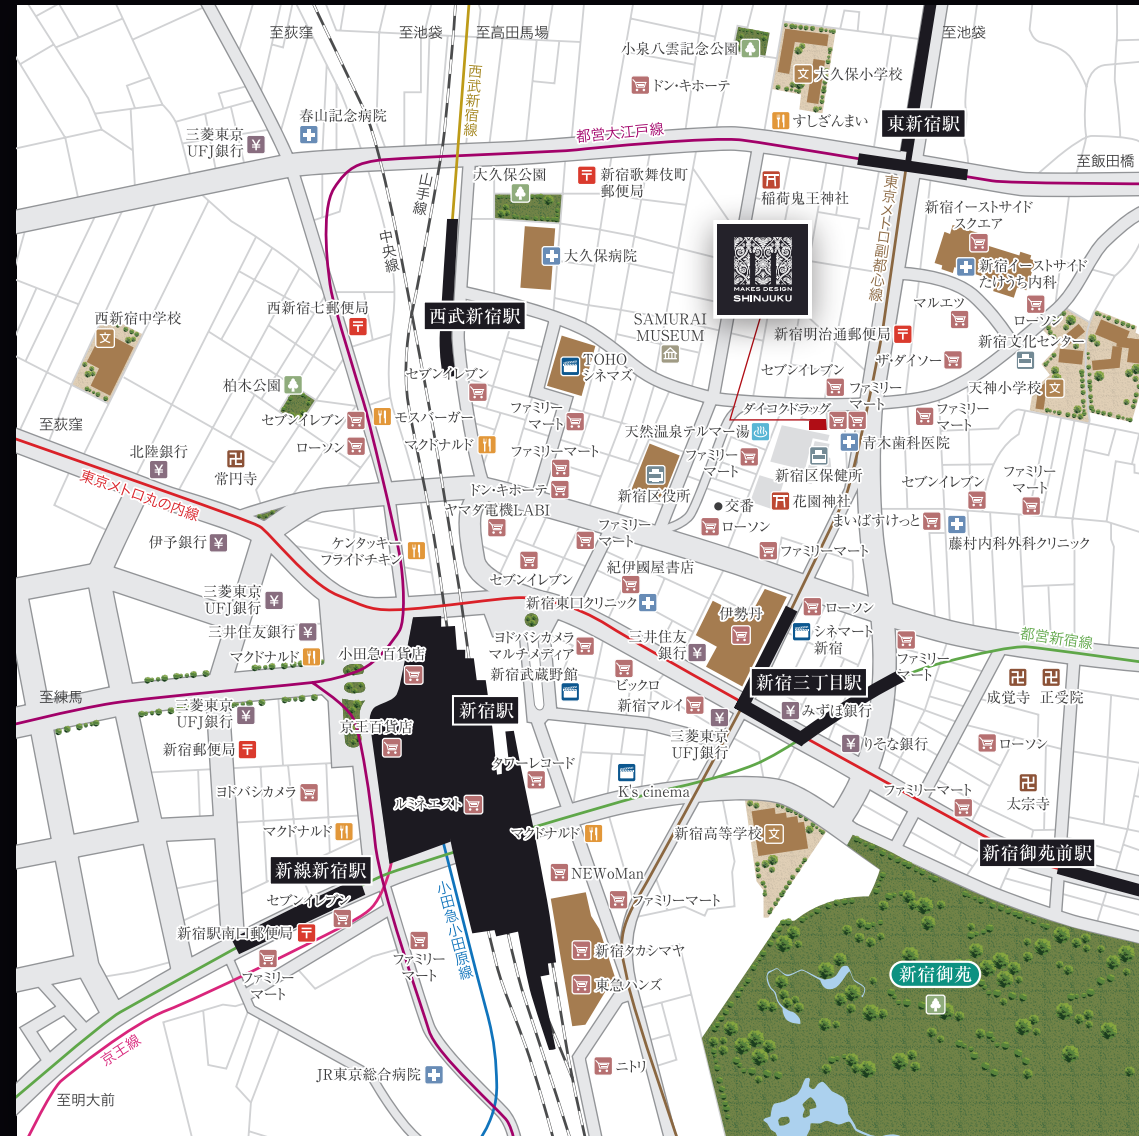 至荻窪
至池袋
至高田馬場
至池袋
小泉八雲記念公園
大久保小学校
ドン・キホーテ
西武新宿線
春山記念病院
すしざんまい
東新宿駅
三菱東京
UFJ銀行
都営大江戸線
至飯田橋
大久保公園
新宿歌舞伎町
郵便局
山手線
稲荷鬼王神社
東京メトロ副都心線
新宿イーストサイド
スクエア
中央線
大久保病院
MAKES DESIGN
SHINJUKU
新宿イーストサイド
たけうち内科
西新宿七郵便局
マルエツ
ローソン
西新宿中学校
西武新宿駅
SAMURAI
MUSEUM
新宿明治通郵便局
新宿文化センター
TOHO
シネマズ
ザ・ダイソー
セブンイレブン
セブンイレブン
柏木公園
ファミリー
マート
天神小学校
セブンイレブン
モスバーガー
ファミリー
マート
ダイコクドラッグ
ファミリー
マート
至荻窪
天然温泉テルマー湯
青木歯科医院
ローソン
マクドナルド
ファミリーマート
ファミリー
マート
北陸銀行
常円寺
新宿区保健所
ファミリー
マート
東京メトロ丸の内線
ドン・キホーテ
新宿区役所
セブンイレブン
ヤマダ電機LABI
交番
花園神社
まいばすけっと
ローソン
伊予銀行
ケンタッキー
フライドチキン
ファミリー
マート
ファミリーマート
藤村内科外科クリニック
セブンイレブン
紀伊國屋書店
三菱東京
UFJ銀行
新宿東口クリニック
伊勢丹
ローソン
三井住友銀行
ヨドバシカメラ
マルチメディア
三井住友
銀行
シネマート
新宿
都営新宿線
マクドナルド
小田急百貨店
ファミリー
マート
新宿武蔵野館
ビックロ
新宿三丁目駅
成覚寺
正受院
至練馬
三菱東京
UFJ銀行
新宿駅
新宿マルイ
みずほ銀行
京王百貨店
三菱東京
UFJ銀行
りそな銀行
ローソン
新宿郵便局
タワーレコード
K's cinema
ファミリーマート
太宗寺
ヨドバシカメラ
ルミネエスト
マクドナルド
マクドナルド
新宿高等学校
新宿御苑前駅
新線新宿駅
NEWoMan
セブンイレブン
小田急小田原線
ファミリーマート
新宿駅南口郵便局
ファミリー
マート
ファミリー
マート
新宿タカシマヤ
新宿御苑
東急ハンズ
京王線
JR東京総合病院
ニトリ
至明大前